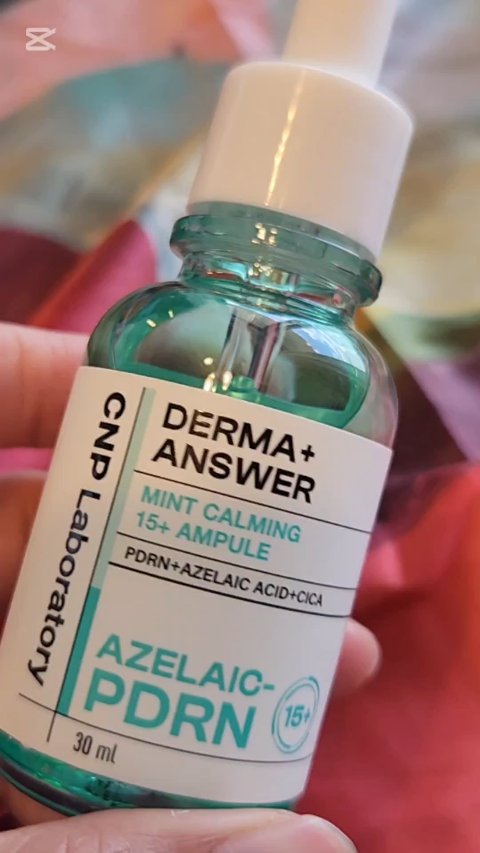 CNP Laboratory
DERMA+
ANSWER
MINT CALMING
15+ AMPULE
PDRN+AZELAIC ACID+CICA
AZELAIC-
PDRN
15+
30 ml